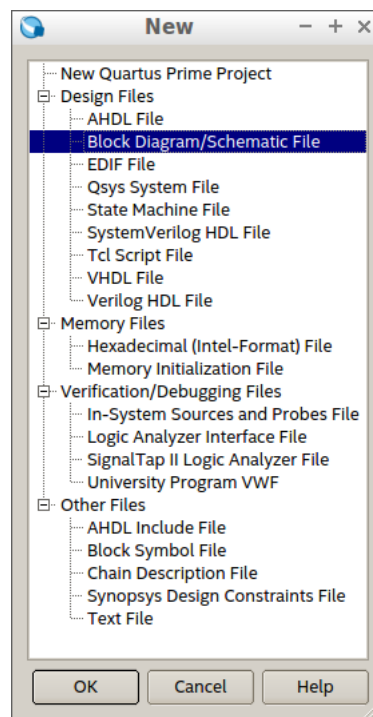 New
New Quartus Prime Project
Design Files
AHDL File
Block Diagram/Schematic File
EDIF File
Qsys System File
State Machine File
SystemVerilog HDL File
Tcl Script File
VHDL File
Verilog HDL File
Memory Files
Hexadecimal (Intel-Format) File
Memory Initialization File
Verification/Debugging Files
In-System Sources and Probes File
Logic Analyzer Interface File
SignalTap II Logic Analyzer File
University Program VWF
Other Files
AHDL Include File
Block Symbol File
Chain Description File
Synopsys Design Constraints File
Text File
OK Cancel Help